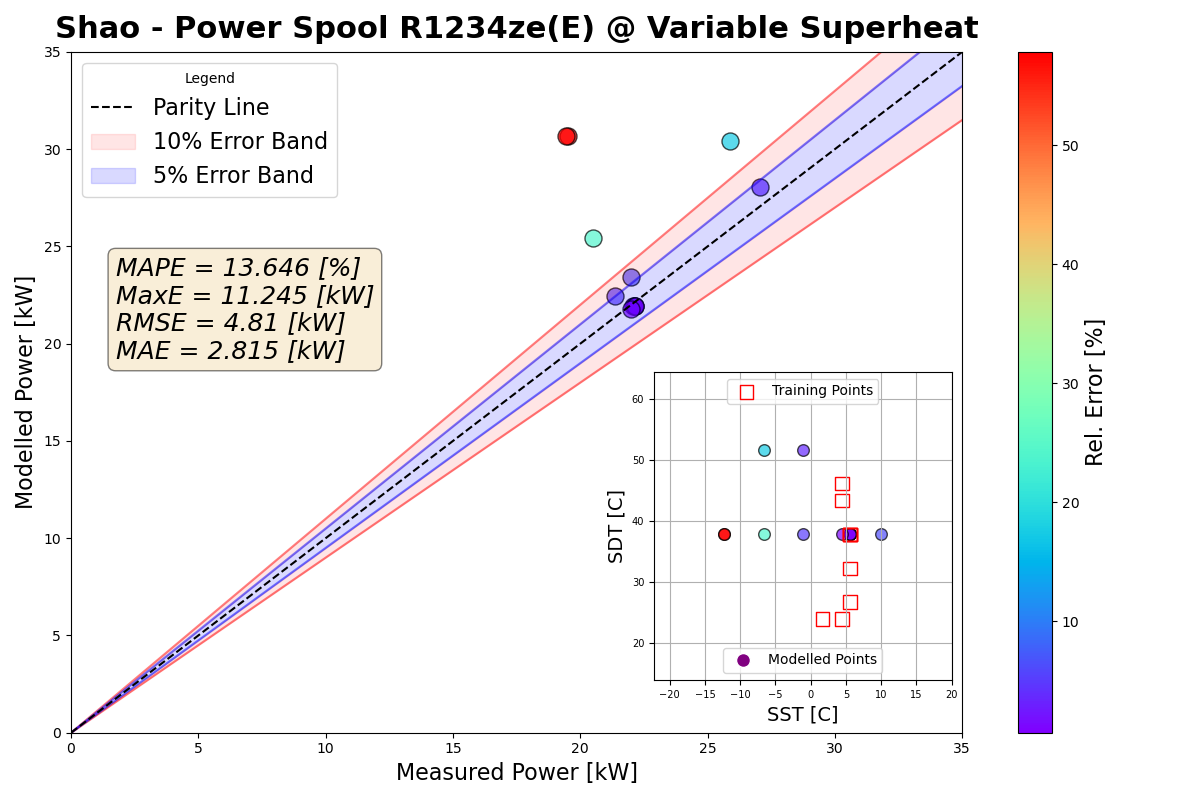 Shao - Power Spool R1234ze(E) @ Variable Superheat
Legend
Parity Line
10% Error Band
5% Error Band
MAPE = 13.646 [%]
MaxE = 11.245 [kW]
RMSE = 4.81 [kW]
MAE = 2.815 [kW]
Modelled Power [kW]
35
30
25
20
15
10
5
0
0 5 10 15 20 25 30 35
Measured Power [kW]
Training Points
Modelled Points
SDT [C]
60
50
40
30
20
−20 −15 −10 −5 0 5 10 15 20
SST [C]
50
40
30
20
10
Rel. Error [%]